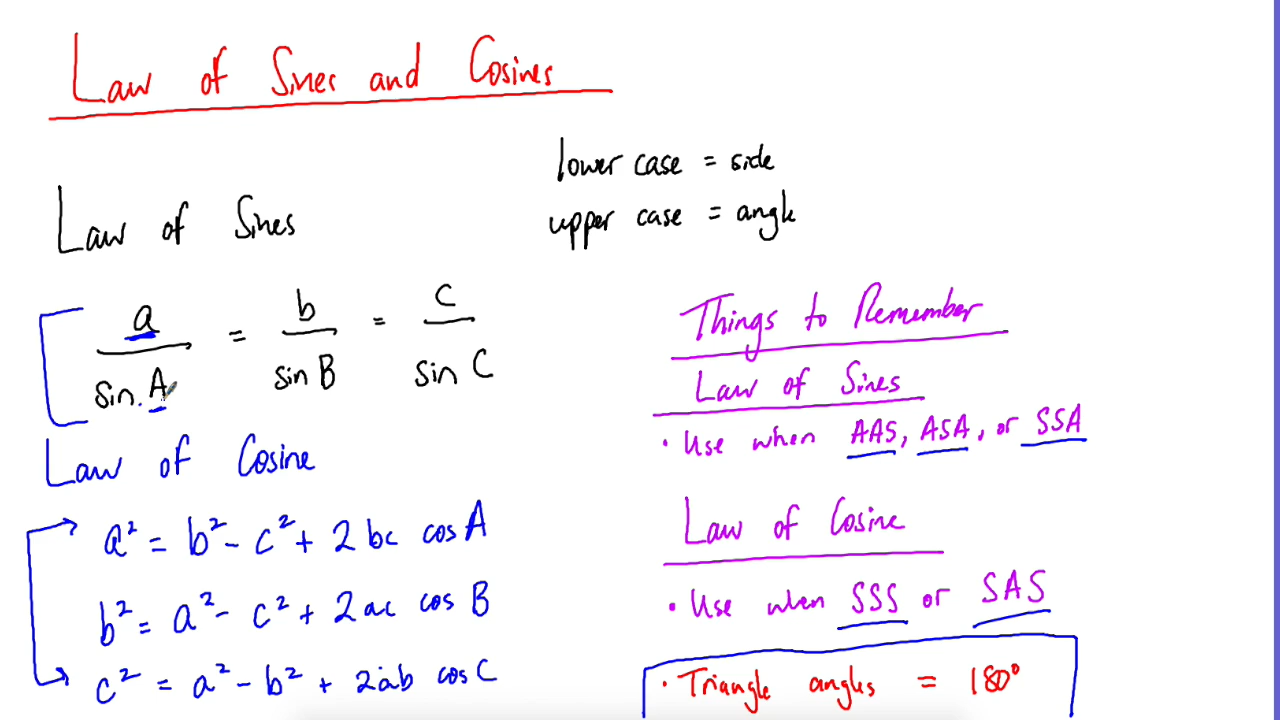 Law of Sines and Cosines
lower case = side
upper case = angle
Law of Sines
a/sin A = b/sin B = c/sin C
Law of Cosine
a² = b² - c² + 2bc cos A
b² = a² - c² + 2ac cos B
c² = a² - b² + 2ab cos C
Things to Remember
Law of Sines
• Use when AAS, ASA, or SSA
Law of Cosine
• Use when SSS or SAS
• Triangle angles = 180°